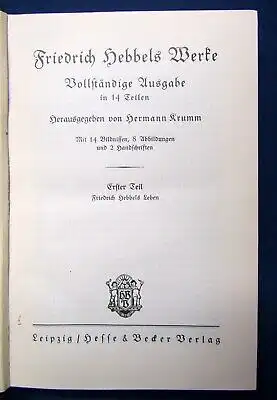 Friedrich Hebbels Werke
Vollständige Ausgabe
in 14 Teilen
Herausgegeben von Hermann Krumm
Mit 14 Bildnissen, 8 Abbildungen
und 2 Handschriften
Erster Teil
Friedrich Hebbels Leben
Leipzig / Hesse & Becker Verlag